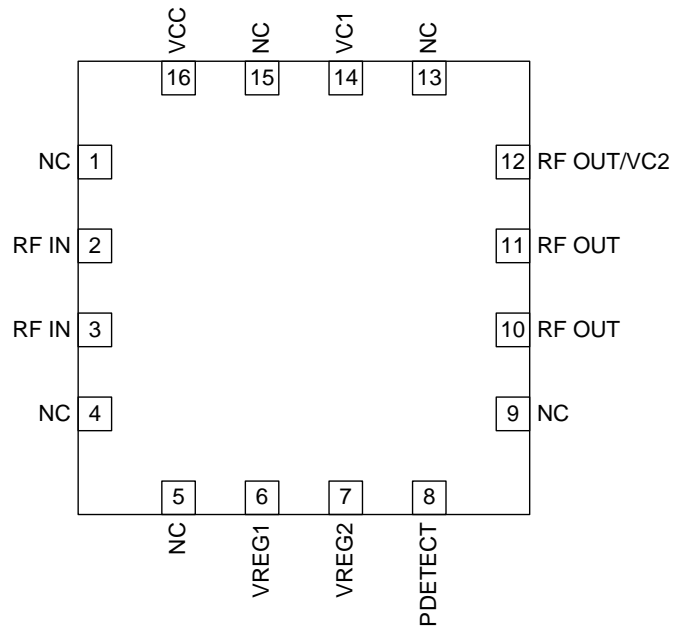 VCC
NC
VC1
NC
16
15
14
13
NC 1
12 RF OUT/VC2
RF IN 2
11 RF OUT
RF IN 3
10 RF OUT
NC 4
9 NC
5
6
7
8
NC
VREG1
VREG2
PDETECT